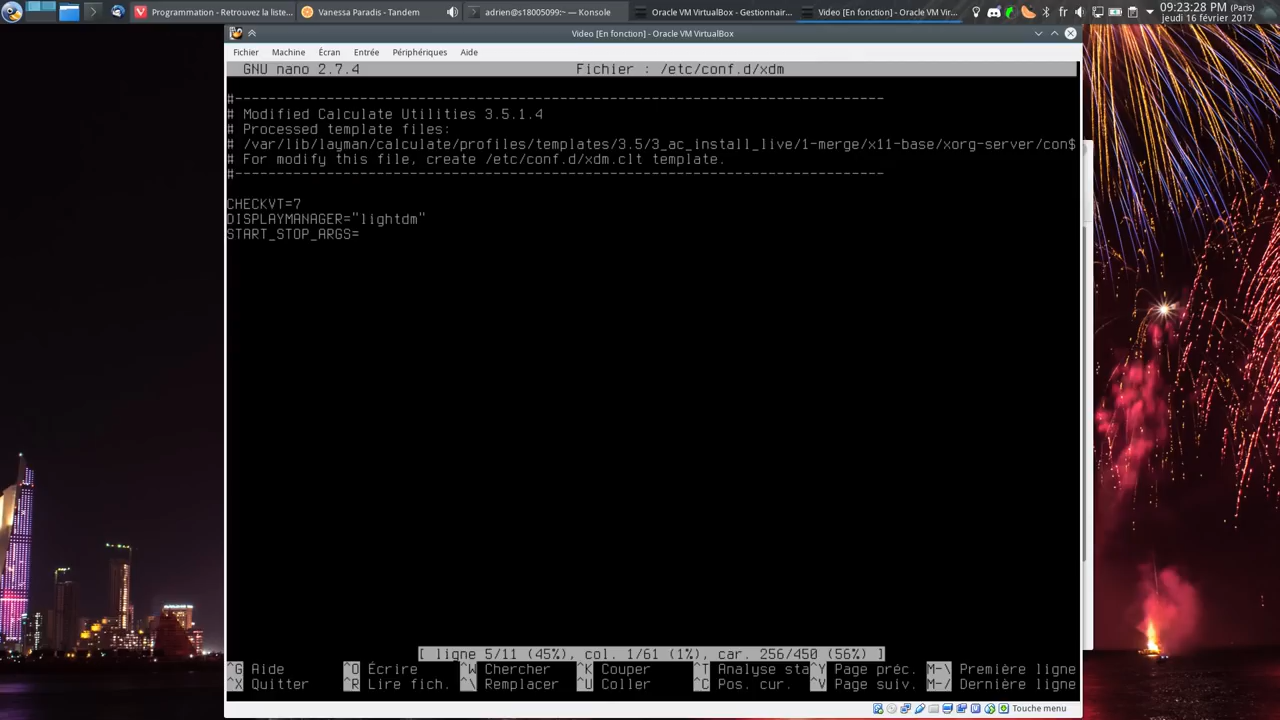 Programmation - Retrouvez la liste...
Vanessa Paradis - Tandem
adrien@s18005099:~ — Konsole
Oracle VM VirtualBox - Gestionnair...
Video [En fonction] - Oracle VM Vir...
fr
09:23:28 PM (Paris)
jeudi 16 février 2017
Video [En fonction] - Oracle VM VirtualBox
Fichier Machine Écran Entrée Périphériques Aide
GNU nano 2.7.4 Fichier : /etc/conf.d/xdm
#------------------------------------------------------------------------------
# Modified Calculate Utilities 3.5.1.4
# Processed template files:
# /var/lib/layman/calculate/profiles/templates/3.5/3_ac_install_live/1-merge/x11-base/xorg-server/con$
# For modify this file, create /etc/conf.d/xdm.clt template.
#------------------------------------------------------------------------------
CHECKVT=7
DISPLAYMANAGER="lightdm"
START_STOP_ARGS=
[ ligne 5/11 (45%), col. 1/61 (1%), car. 256/450 (56%) ]
^G Aide ^O Écrire ^W Chercher ^K Couper ^T Analyse sta^Y Page préc. M-\ Première ligne
^X Quitter ^R Lire fich. ^\ Remplacer ^U Coller ^C Pos. cur. ^V Page suiv. M-/ Dernière ligne
Touche menu